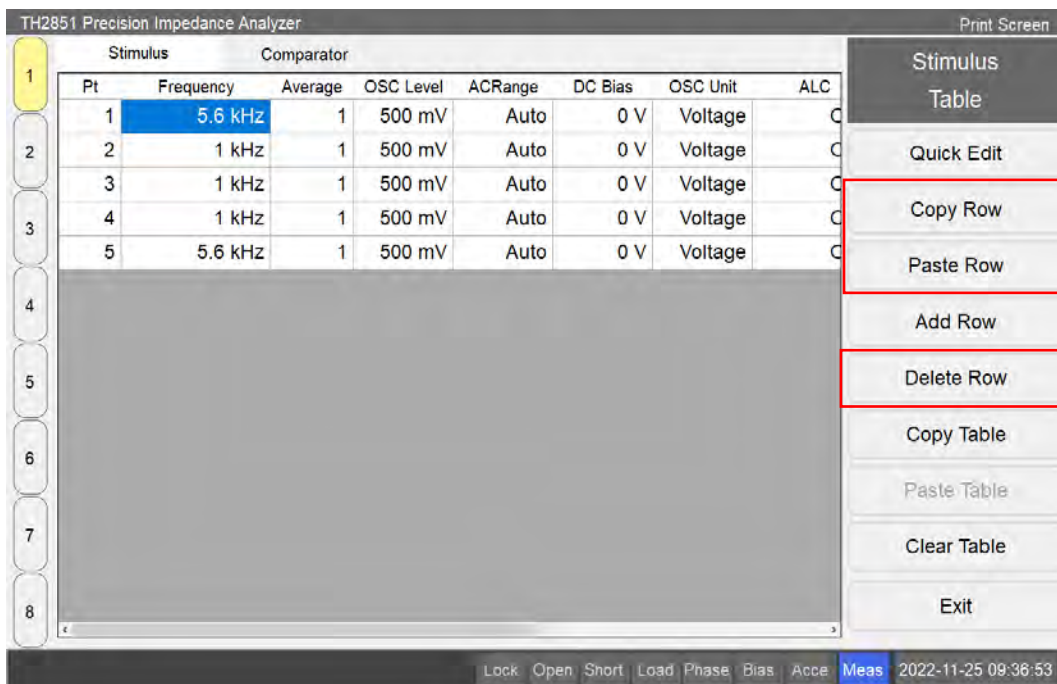 TH2851 Precision Impedance Analyzer Print Screen
Stimulus Comparator
Pt Frequency Average OSC Level ACRange DC Bias OSC Unit ALC
1 5.6 kHz 1 500 mV Auto 0 V Voltage
2 1 kHz 1 500 mV Auto 0 V Voltage
3 1 kHz 1 500 mV Auto 0 V Voltage
4 1 kHz 1 500 mV Auto 0 V Voltage
5 5.6 kHz 1 500 mV Auto 0 V Voltage
1
2
3
4
5
6
7
8
Stimulus
Table
Quick Edit
Copy Row
Paste Row
Add Row
Delete Row
Copy Table
Paste Table
Clear Table
Exit
Lock Open Short Load Phase Bias Acce Meas 2022-11-25 09:36:53